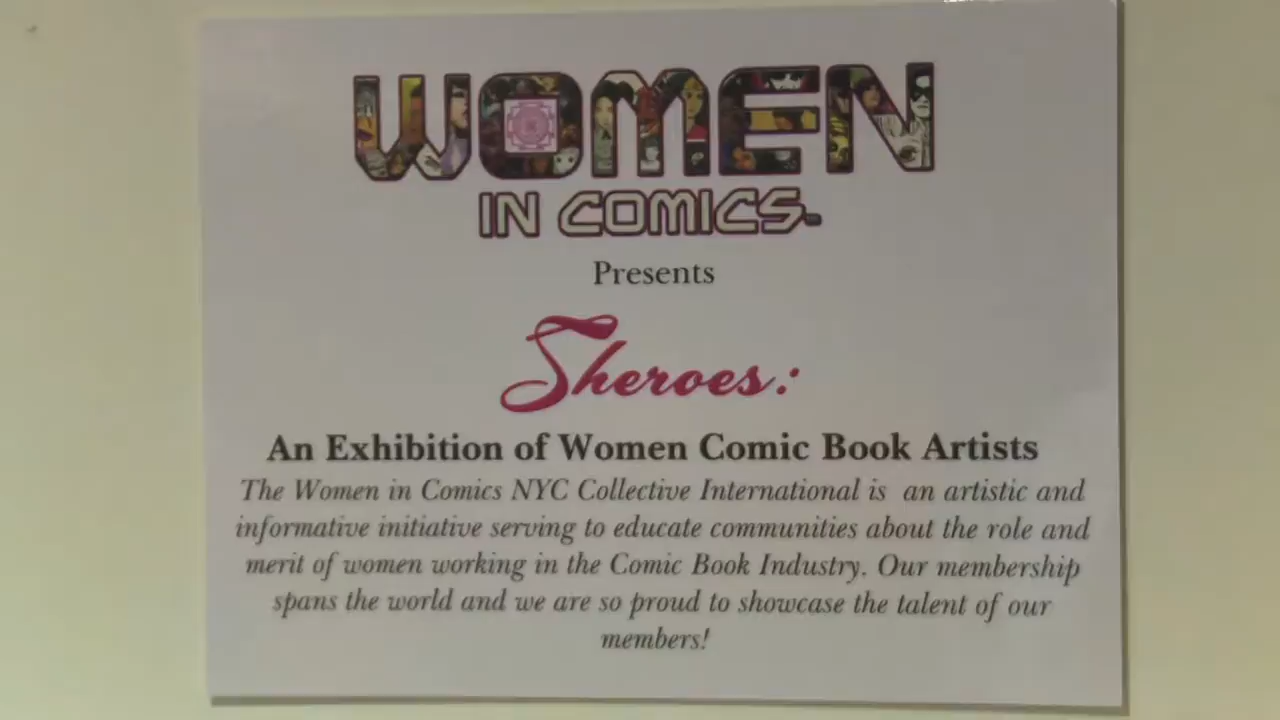 WOMEN
IN COMICS
Presents
Sheroes:
An Exhibition of Women Comic Book Artists
The Women in Comics NYC Collective International is an artistic and
informative initiative serving to educate communities about the role and
merit of women working in the Comic Book Industry. Our membership
spans the world and we are so proud to showcase the talent of our
members!